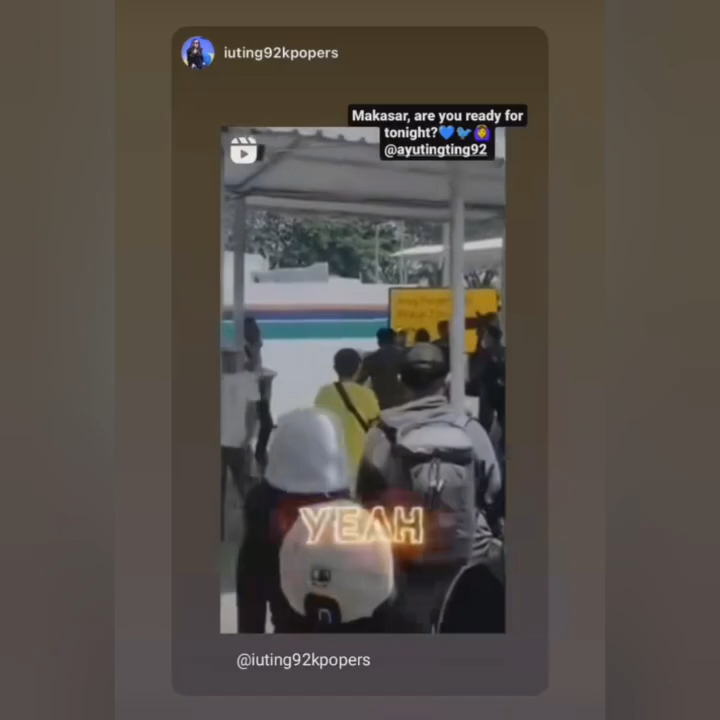 iuting92kpopers
Makasar, are you ready for
tonight?💙🐦🙆‍♀️
@ayutingting92
YEAH
@iuting92kpopers